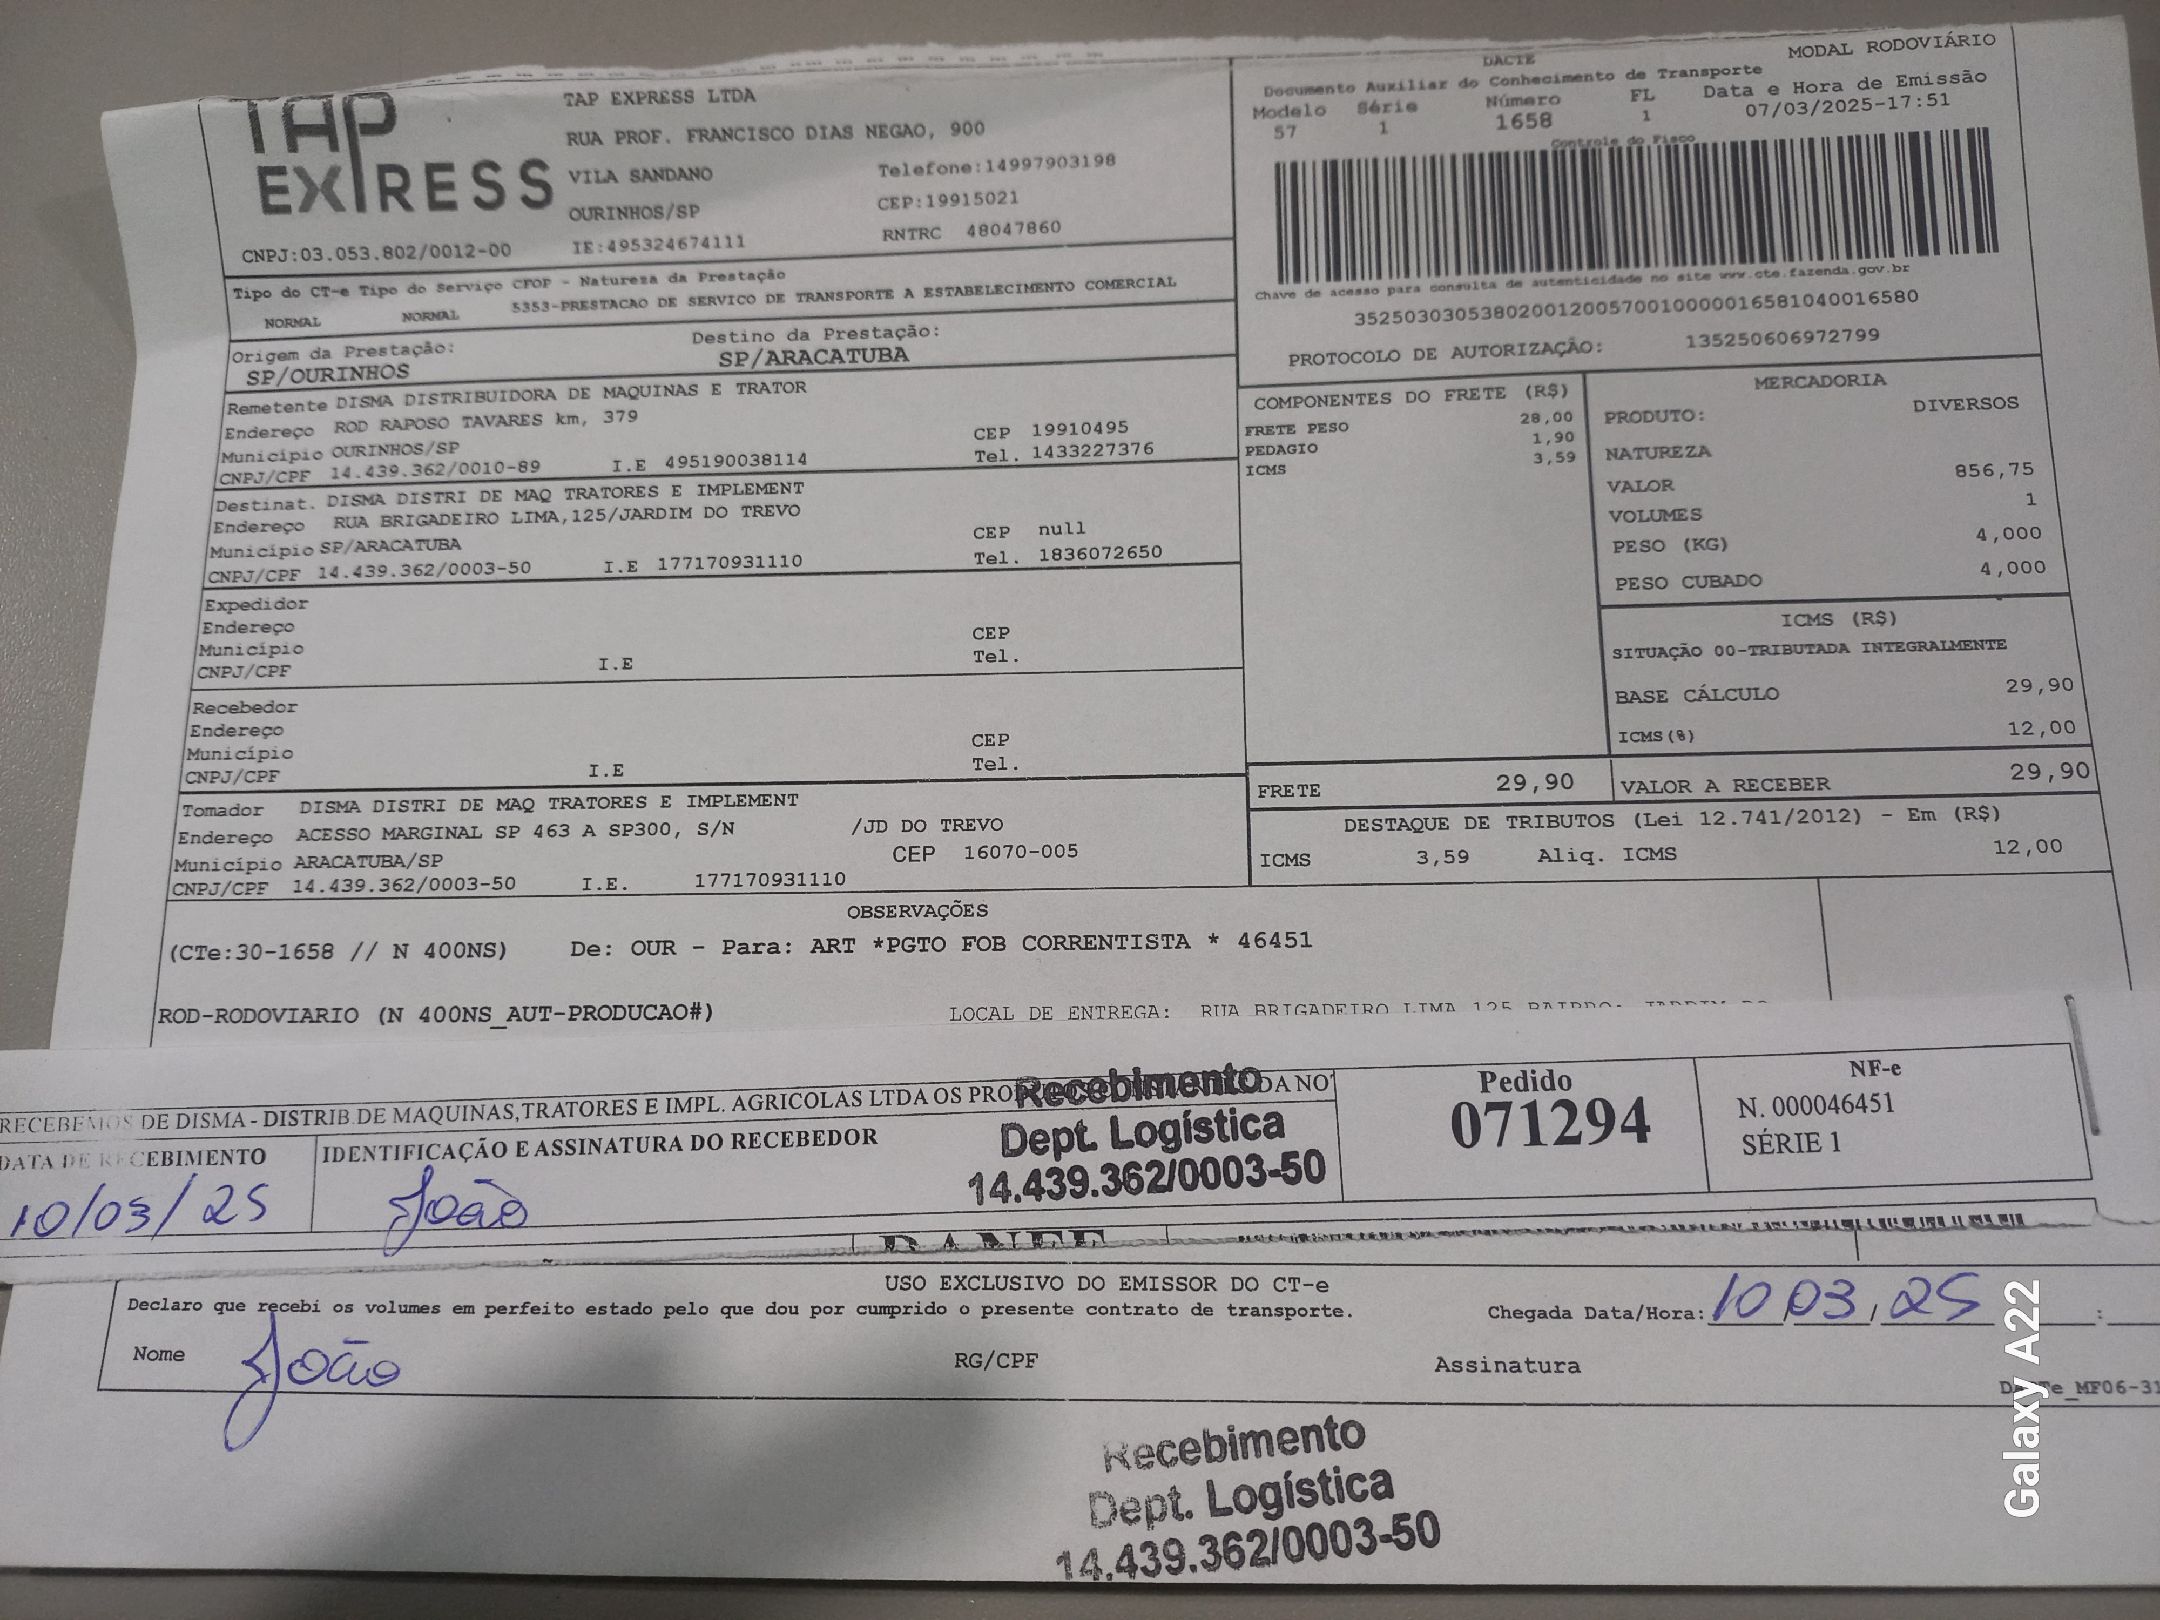 TAP EXPRESS
TAP EXPRESS LTDA
RUA PROF. FRANCISCO DIAS NEGAO, 900
VILA SANDANO Telefone:14997903198
OURINHOS/SP CEP:19915021
CNPJ:03.053.802/0012-00 IE:495324674111 RNTRC 48047860
DACTE MODAL RODOVIÁRIO
Documento Auxiliar do Conhecimento de Transporte
Modelo Série Número FL Data e Hora de Emissão
57 1 1658 1 07/03/2025-17:51
Controle do Fisco
Chave de acesso para consulta de autenticidade no site www.cte.fazenda.gov.br
35250303053802001200570010000016581040016580
PROTOCOLO DE AUTORIZAÇÃO: 135250606972799
Tipo do CT-e Tipo do Serviço CFOP - Natureza da Prestação
NORMAL NORMAL 5353-PRESTACAO DE SERVICO DE TRANSPORTE A ESTABELECIMENTO COMERCIAL
Origem da Prestação: Destino da Prestação:
SP/OURINHOS SP/ARACATUBA
Remetente DISMA DISTRIBUIDORA DE MAQUINAS E TRATOR
Endereço ROD RAPOSO TAVARES km, 379
Município OURINHOS/SP CEP 19910495
CNPJ/CPF 14.439.362/0010-89 I.E 495190038114 Tel. 1433227376
Destinat. DISMA DISTRI DE MAQ TRATORES E IMPLEMENT
Endereço RUA BRIGADEIRO LIMA,125/JARDIM DO TREVO
Município SP/ARACATUBA CEP null
CNPJ/CPF 14.439.362/0003-50 I.E 177170931110 Tel. 1836072650
Expedidor
Endereço
Município CEP
CNPJ/CPF I.E Tel.
Recebedor
Endereço
Município CEP
CNPJ/CPF I.E Tel.
Tomador DISMA DISTRI DE MAQ TRATORES E IMPLEMENT
Endereço ACESSO MARGINAL SP 463 A SP300, S/N /JD DO TREVO
Município ARACATUBA/SP CEP 16070-005
CNPJ/CPF 14.439.362/0003-50 I.E. 177170931110
COMPONENTES DO FRETE (R$)
FRETE PESO 28,00
PEDAGIO 1,90
ICMS 3,59
MERCADORIA
PRODUTO: DIVERSOS
NATUREZA
VALOR 856,75
VOLUMES 1
PESO (KG) 4,000
PESO CUBADO 4,000
ICMS (R$)
SITUAÇÃO 00-TRIBUTADA INTEGRALMENTE
BASE CÁLCULO 29,90
ICMS(%) 12,00
FRETE 29,90 VALOR A RECEBER 29,90
DESTAQUE DE TRIBUTOS (Lei 12.741/2012) - Em (R$)
ICMS 3,59 Aliq. ICMS 12,00
OBSERVAÇÕES
(CTe:30-1658 // N 400NS) De: OUR - Para: ART *PGTO FOB CORRENTISTA * 46451
ROD-RODOVIARIO (N 400NS_AUT-PRODUCAO#) LOCAL DE ENTREGA: RUA BRIGADEIRO LIMA 125 BAIRRO: JARDIM DO
RECEBEMOS DE DISMA - DISTRIB.DE MAQUINAS,TRATORES E IMPL. AGRICOLAS LTDA OS PRO DA NO
DATA DE RECEBIMENTO IDENTIFICAÇÃO E ASSINATURA DO RECEBEDOR
10/03/25 João
Recebimento
Dept. Logística
14.439.362/0003-50
Pedido
071294
NF-e
N. 000046451
SÉRIE 1
DANFE
USO EXCLUSIVO DO EMISSOR DO CT-e
Declaro que recebi os volumes em perfeito estado pelo que dou por cumprido o presente contrato de transporte. Chegada Data/Hora: 10/03/25 :
Nome João RG/CPF Assinatura
MF06-31
Recebimento
Dept. Logística
14.439.362/0003-50
Galaxy A22